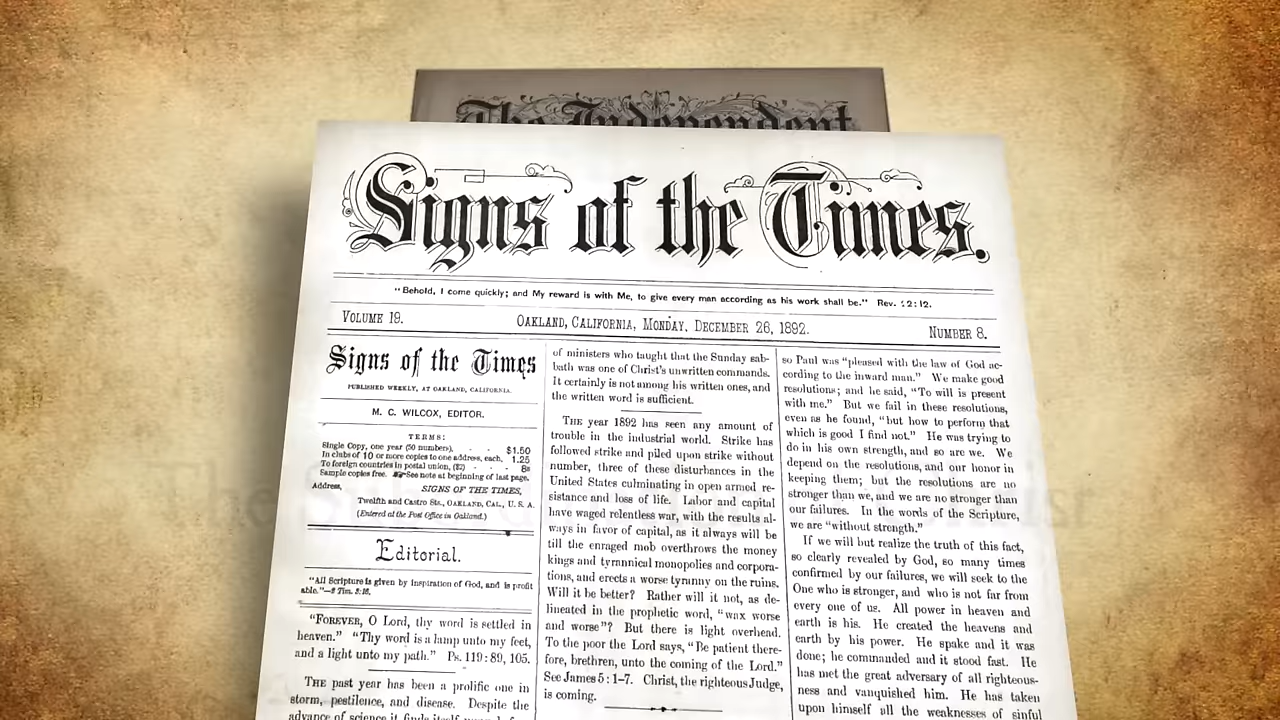 The Independent
Signs of the Times.
"Behold, I come quickly; and My reward is with Me, to give every man according as his work shall be." Rev. 22:12.
VOLUME 19.
OAKLAND, CALIFORNIA, MONDAY, DECEMBER 26, 1892.
NUMBER 8.
Signs of the Times
PUBLISHED WEEKLY, AT OAKLAND, CALIFORNIA.
M. C. WILCOX, EDITOR.
TERMS:
Single Copy, one year (50 numbers), - - $1.50
In clubs of 10 or more copies to one address, each, 1.25
To foreign countries in postal union, ($2) - - - 8s
Sample copies free. ☞See note at beginning of last page.
Address, SIGNS OF THE TIMES,
Twelfth and Castro Sts., OAKLAND, CAL., U. S. A.
(Entered at the Post Office in Oakland.)
Editorial.
"All Scripture is given by inspiration of God, and is profit
able."—2 Tim. 3:16.
"FOREVER, O Lord, thy word is settled in
heaven." "Thy word is a lamp unto my feet,
and a light unto my path." Ps. 119:89, 105.
THE past year has been a prolific one in
storm, pestilence, and disease. Despite the
advance of science it finds itself
of ministers who taught that the Sunday sab-
bath was one of Christ's unwritten commands.
It certainly is not among his written ones, and
the written word is sufficient.
THE year 1892 has seen any amount of
trouble in the industrial world. Strike has
followed strike and piled upon strike without
number, three of these disturbances in the
United States culminating in open armed re-
sistance and loss of life. Labor and capital
have waged relentless war, with the results al-
ways in favor of capital, as it always will be
till the enraged mob overthrows the money
kings and tyrannical monopolies and corpora-
tions, and erects a worse tyranny on the ruins.
Will it be better? Rather will it not, as de-
lineated in the prophetic word, "wax worse
and worse"? But there is light overhead.
To the poor the Lord says, "Be patient there-
fore, brethren, unto the coming of the Lord."
See James 5:1-7. Christ, the righteous Judge,
is coming.
so Paul was "pleased with the law of God ac-
cording to the inward man." We make good
resolutions; and he said, "To will is present
with me." But we fail in these resolutions,
even as he found, "but how to perform that
which is good I find not." He was trying to
do in his own strength, and so are we. We
depend on the resolutions, and our honor in
keeping them; but the resolutions are no
stronger than we, and we are no stronger than
our failures. In the words of the Scripture,
we are "without strength."
If we will but realize the truth of this fact,
so clearly revealed by God, so many times
confirmed by our failures, we will seek to the
One who is stronger, and who is not far from
every one of us. All power in heaven and
earth is his. He created the heavens and
earth by his power. He spake and it was
done; he commanded and it stood fast. He
has met the great adversary of all righteous-
ness and vanquished him. He has taken
upon himself all the weaknesses of sinful